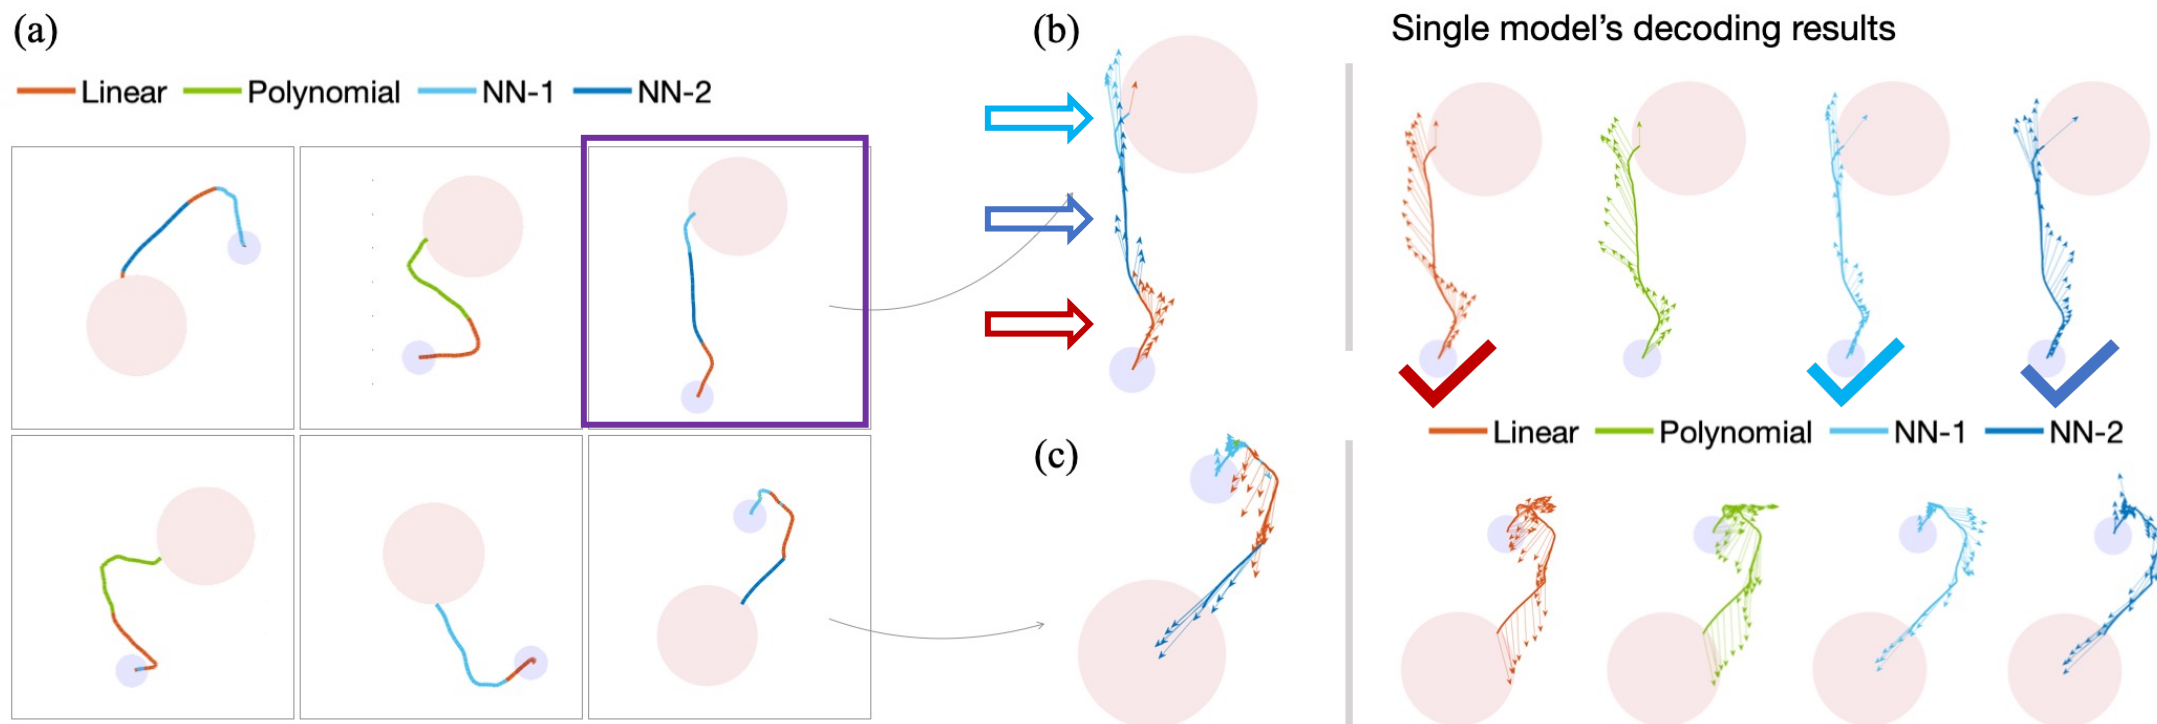 (a)
Linear Polynomial NN-1 NN-2
(b)
Single model's decoding results
Linear Polynomial NN-1 NN-2
(c)